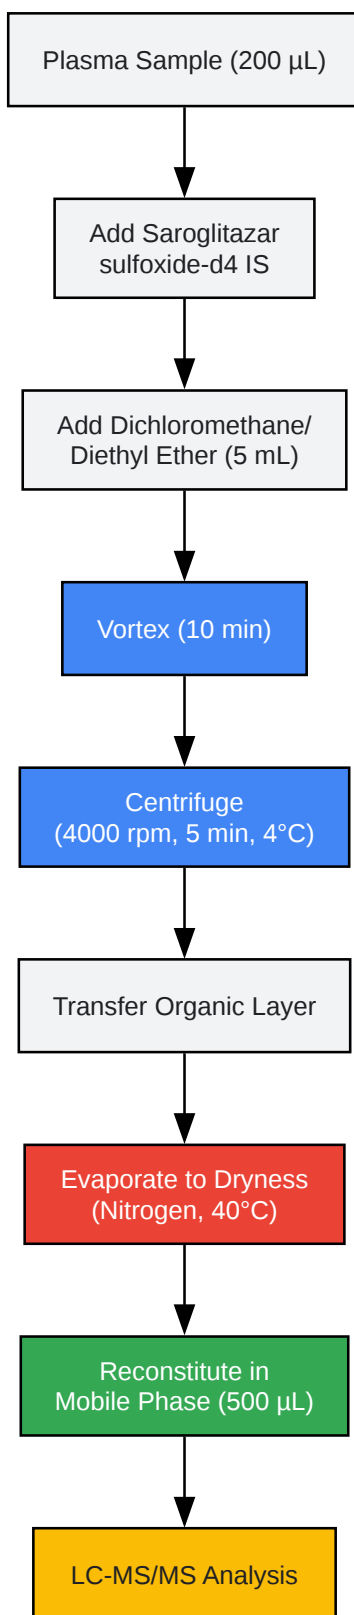 Plasma Sample (200 µL)
Add Saroglitazar
sulfoxide-d4 IS
Add Dichloromethane/
Diethyl Ether (5 mL)
Vortex (10 min)
Centrifuge
(4000 rpm, 5 min, 4°C)
Transfer Organic Layer
Evaporate to Dryness
(Nitrogen, 40°C)
Reconstitute in
Mobile Phase (500 µL)
LC-MS/MS Analysis